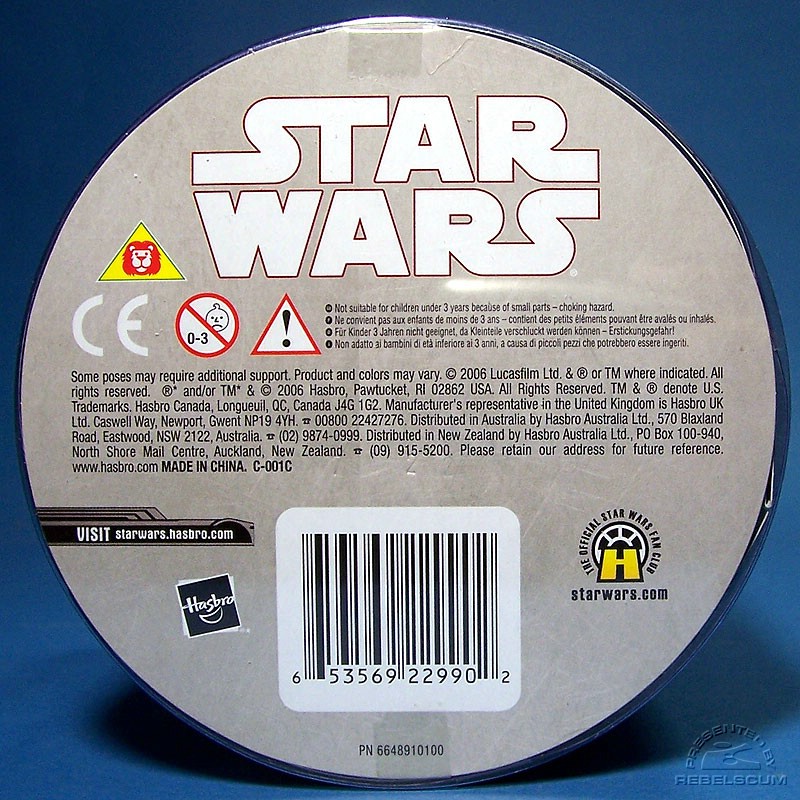 STAR
WARS®
CE
0-3
!
Not suitable for children under 3 years because of small parts – choking hazard.
Ne convient pas aux enfants de moins de 3 ans – contient des petits éléments pouvant être avalés ou inhalés.
Für Kinder 3 Jahren nicht geeignet, da Kleinteile verschluckt werden können – Erstickungsgefahr!
Non adatto ai bambini di età inferiore ai 3 anni, a causa di piccoli pezzi che potrebbero essere ingeriti.
Some poses may require additional support. Product and colors may vary. © 2006 Lucasfilm Ltd. & ® or TM where indicated. All
rights reserved. ®* and/or TM* & © 2006 Hasbro, Pawtucket, RI 02862 USA. All Rights Reserved. TM & ® denote U.S.
Trademarks. Hasbro Canada, Longueuil, QC, Canada J4G 1G2. Manufacturer's representative in the United Kingdom is Hasbro UK
Ltd. Caswell Way, Newport, Gwent NP19 4YH. ☎ 00800 22427276. Distributed in Australia by Hasbro Australia Ltd., 570 Blaxland
Road, Eastwood, NSW 2122, Australia. ☎ (02) 9874-0999. Distributed in New Zealand by Hasbro Australia Ltd., PO Box 100-940,
North Shore Mail Centre, Auckland, New Zealand. ☎ (09) 915-5200. Please retain our address for future reference.
www.hasbro.com MADE IN CHINA. C-001C
VISIT starwars.hasbro.com
THE OFFICIAL STAR WARS FAN CLUB
H
starwars.com
Hasbro®
6 53569 22990 2
PN 6648910100
PRESENTED BY
REBELSCUM